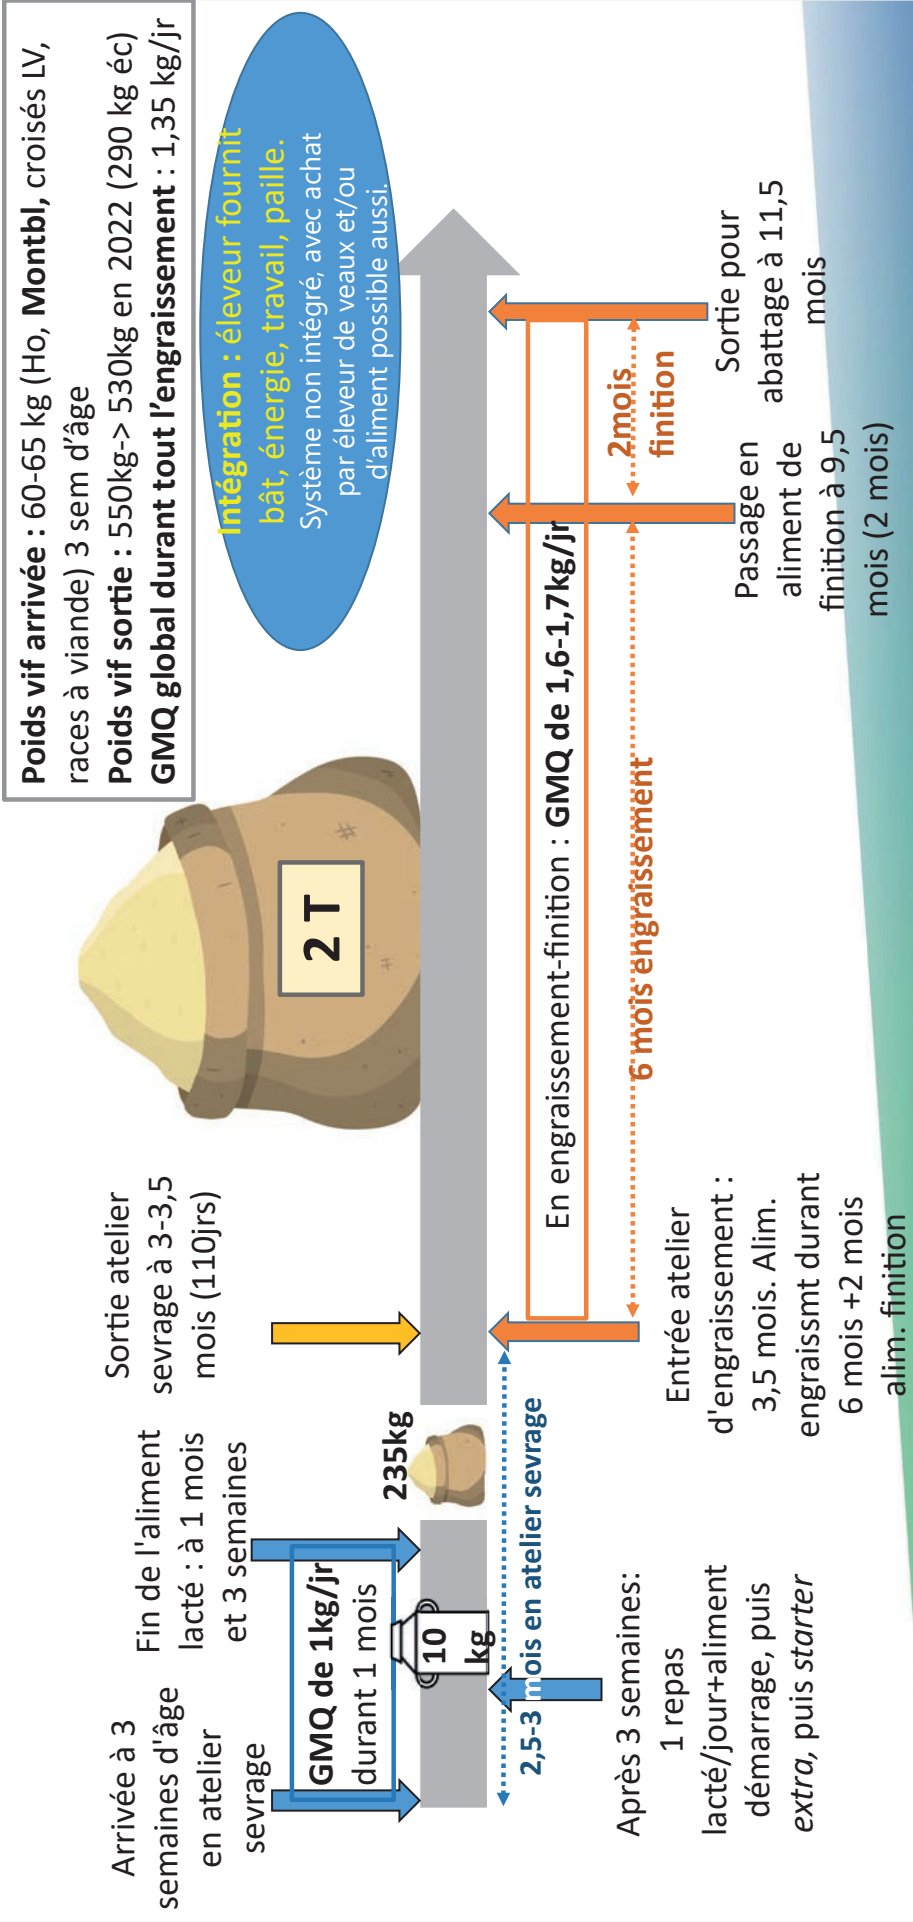 Poids vif arrivée : 60-65 kg (Ho, Montbl, croisés LV,
races à viande) 3 sem d'âge
Poids vif sortie : 550kg-> 530kg en 2022 (290 kg éc)
GMQ global durant tout l'engraissement : 1,35 kg/jr
Intégration : éleveur fournit
bât, énergie, travail, paille.
Système non intégré, avec achat
par éleveur de veaux et/ou
d'aliment possible aussi.
Arrivée à 3
semaines d'âge
en atelier
sevrage
Fin de l'aliment
lacté : à 1 mois
et 3 semaines
Sortie atelier
sevrage à 3-3,5
mois (110jrs)
GMQ de 1kg/jr
durant 1 mois
10
kg
235kg
2 T
2,5-3 mois en atelier sevrage
En engraissement-finition : GMQ de 1,6-1,7kg/jr
6 mois engraissement
2mois
finition
Après 3 semaines:
1 repas
lacté/jour+aliment
démarrage, puis
extra, puis starter
Entrée atelier
d'engraissement :
3,5 mois. Alim.
engraissmt durant
6 mois +2 mois
alim. finition
Passage en
aliment de
finition à 9,5
mois (2 mois)
Sortie pour
abattage à 11,5
mois